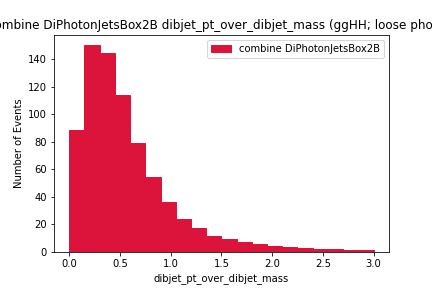 ombine DiPhotonJetsBox2B dibjet_pt_over_dibjet_mass (ggHH; loose pho
combine DiPhotonJetsBox2B
Number of Events
140
120
100
80
60
40
20
0
0.0 0.5 1.0 1.5 2.0 2.5 3.0
dibjet_pt_over_dibjet_mass